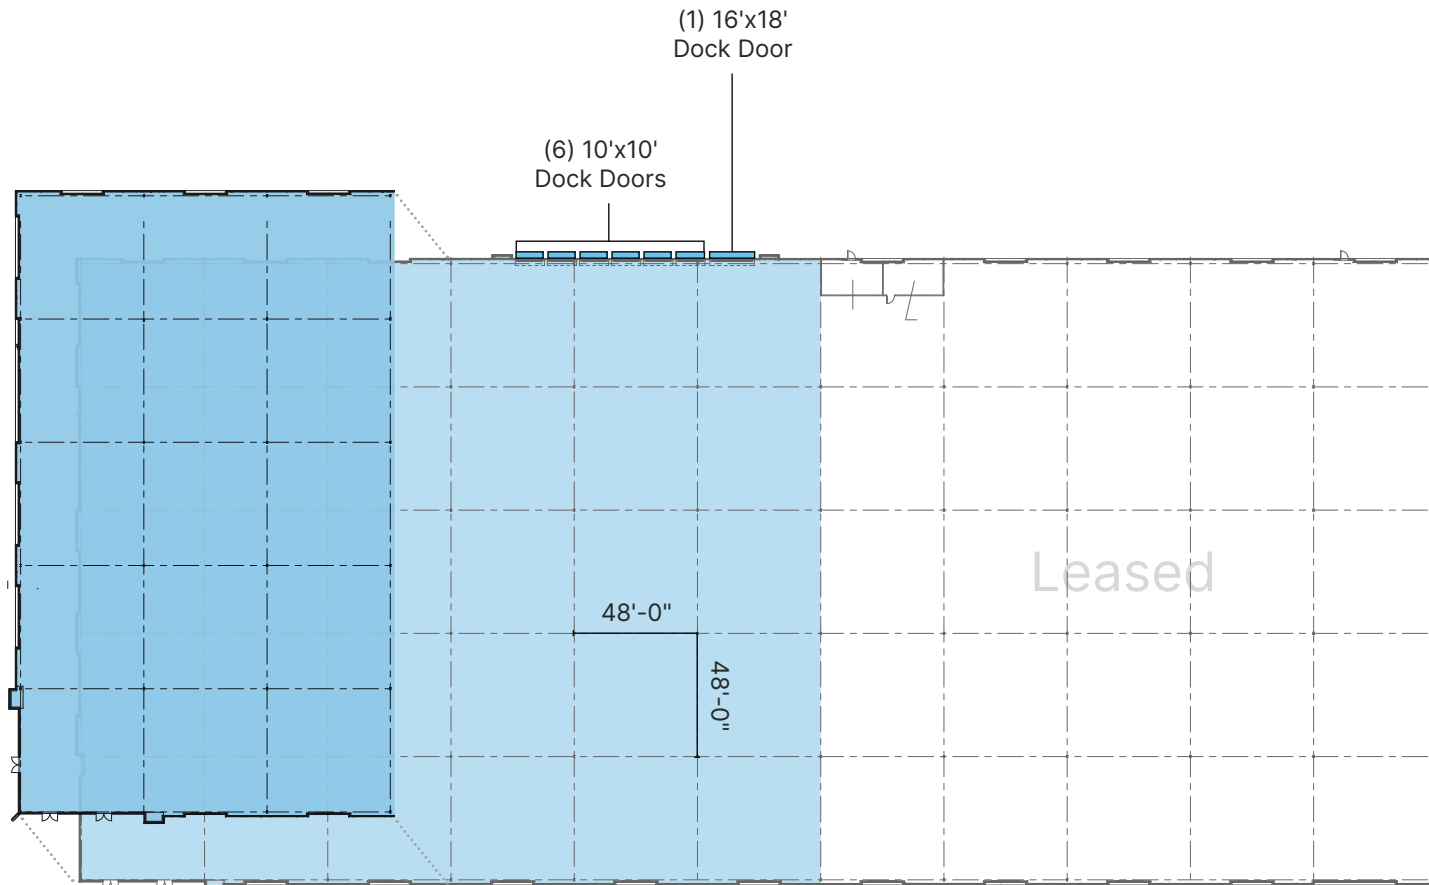 (1) 16'x18'
Dock Door
(6) 10'x10'
Dock Doors
Leased
48'-0"
48'-0"